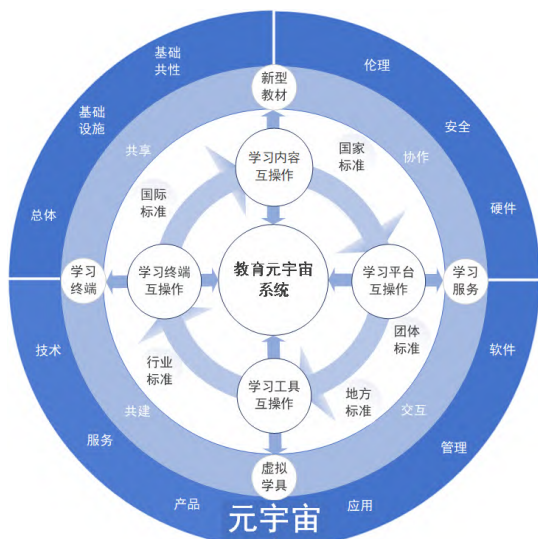 基础
共性
伦理
新型
教材
基础
设施
安全
共享
协作
国家
标准
学习内容
互操作
国际
标准
总体
硬件
学习
终端
学习终端
互操作
教育元宇宙
系统
学习平台
互操作
学习
服务
团体
标准
技术
软件
行业
标准
学习工具
互操作
地方
标准
共建
交互
服务
管理
虚拟
学具
产品
应用
元宇宙